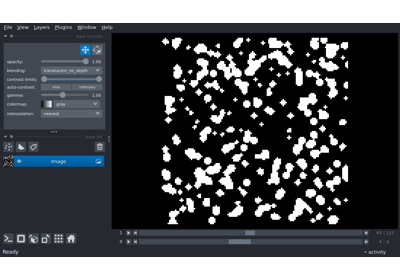 File View Layers Plugins Window Help
opacity: 1.00
blending: translucent_no_depth
contrast limits:
auto-contrast: once continuous
gamma: 1.00
colormap: gray
interpolation: nearest
Image
1
0
Ready
activity